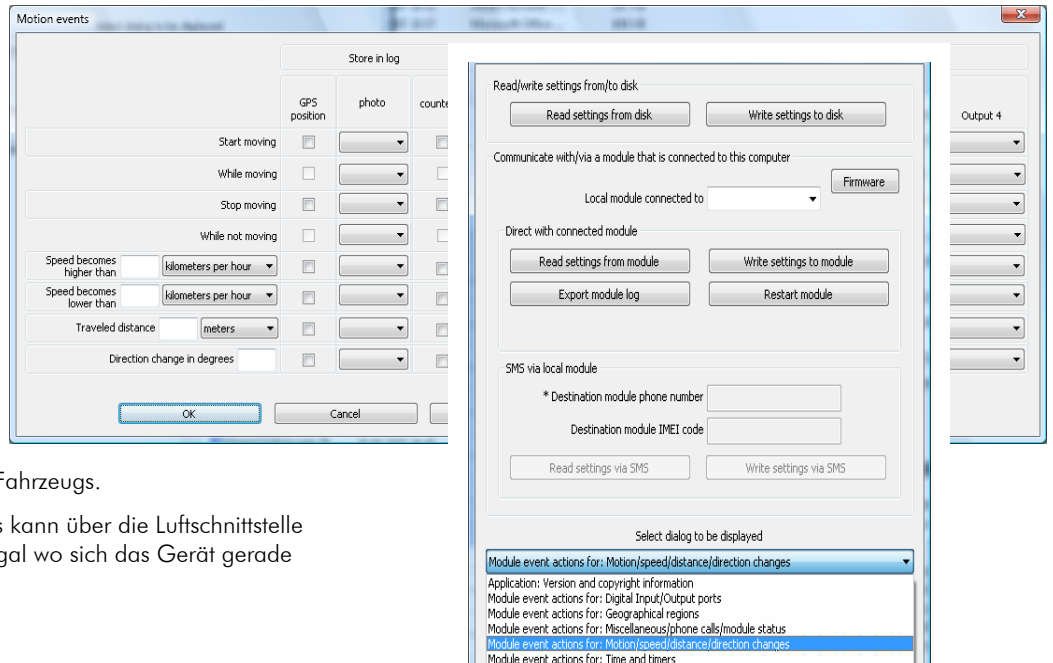 Motion events
Store in log
GPS position
photo
Output 4
Start moving
While moving
Stop moving
While not moving
Speed becomes higher than
kilometers per hour
Speed becomes lower than
kilometers per hour
Traveled distance
meters
Direction change in degrees
OK
Cancel
Fahrzeugs.
kann über die Luftschnittstelle
wo sich das Gerät gerade
Read/write settings from/to disk
Read settings from disk
Write settings to disk
Communicate with/via a module that is connected to this computer
Firmware
Local module connected to
Direct with connected module
Read settings from module
Write settings to module
Export module log
Restart module
SMS via local module
* Destination module phone number
Destination module IMEI code
Read settings via SMS
Write settings via SMS
Select dialog to be displayed
Module event actions for: Motion/speed/distance/direction changes
Application: Version and copyright information
Module event actions for: Digital Input/Output ports
Module event actions for: Geographical regions
Module event actions for: Miscellaneous/phone calls/module status
Module event actions for: Motion/speed/distance/direction changes
Module event actions for: Time and timers